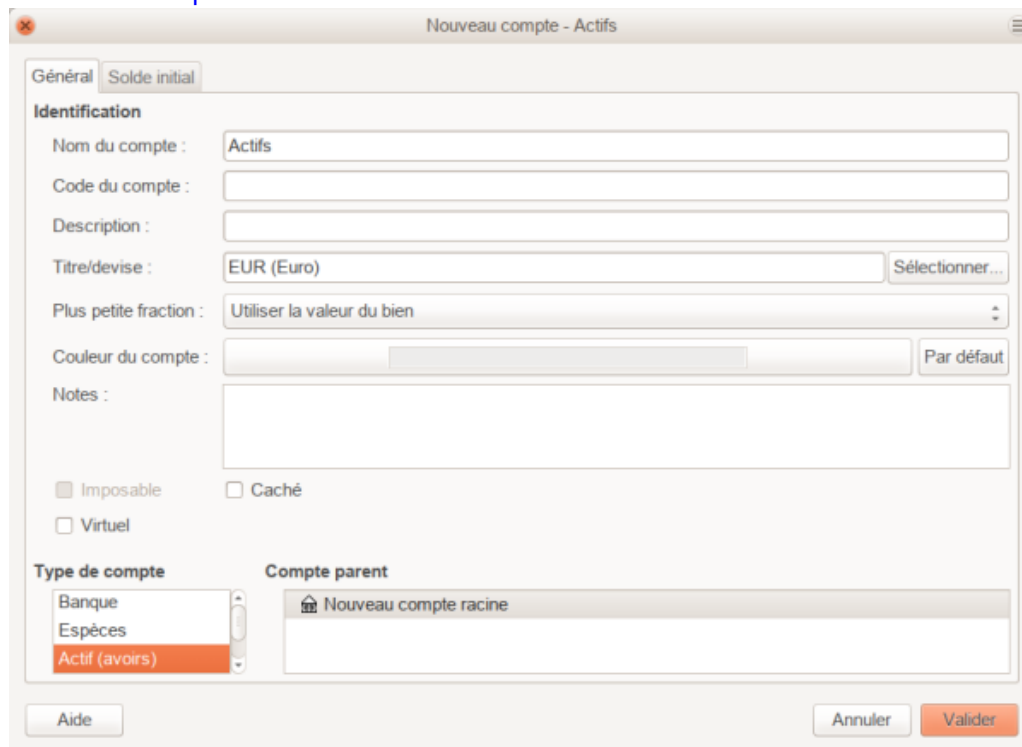 Nouveau compte - Actifs
Général Solde initial
Identification
Nom du compte : Actifs
Code du compte :
Description :
Titre/devise : EUR (Euro) Sélectionner...
Plus petite fraction : Utiliser la valeur du bien
Couleur du compte : Par défaut
Notes :
Imposable Caché
Virtuel
Type de compte Compte parent
Banque Nouveau compte racine
Espèces
Actif (avoirs)
Aide Annuler Valider